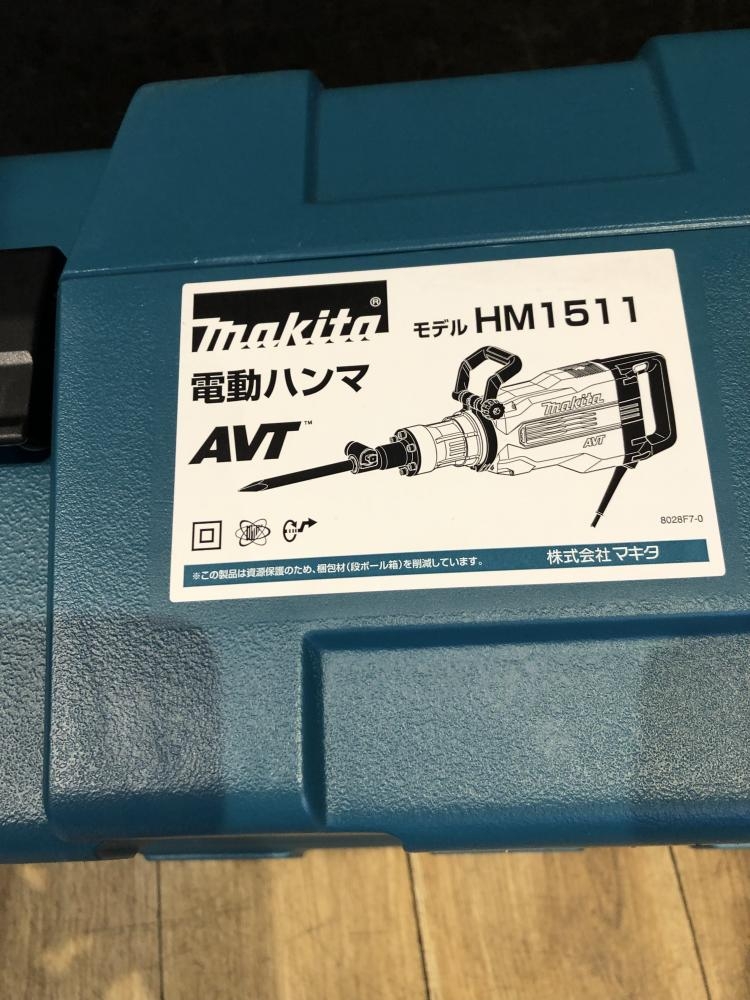 makita®
モデル HM1511
電動ハンマ
AVT™
makita
AVT
8028F7-0
※この製品は資源保護のため、梱包材(段ボール箱)を削減しています。
株式会社マキタ